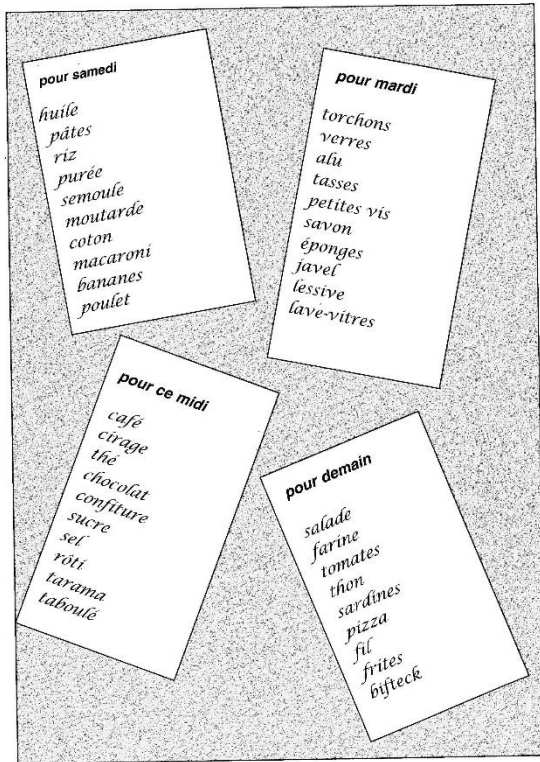 pour samedi
huile
pâtes
riz
purée
semoule
moutarde
coton
macaroni
bananes
poulet
pour mardi
torchons
verres
alu
tasses
petites vis
savon
éponges
javel
lessive
lave-vitres
pour ce midi
café
cirage
thé
chocolat
confiture
sucre
sel
rôti
tarama
taboulé
pour demain
salade
farine
tomates
thon
sardines
pizza
fil
frites
bifteck